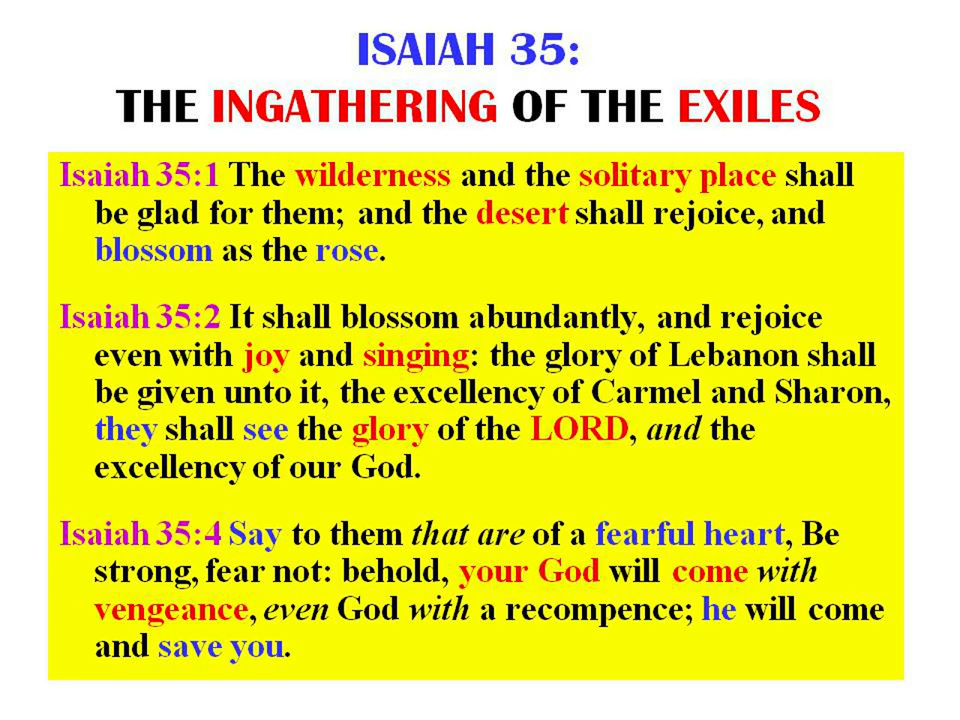 ISAIAH 35:
THE INGATHERING OF THE EXILES
Isaiah 35:1 The wilderness and the solitary place shall
be glad for them; and the desert shall rejoice, and
blossom as the rose.
Isaiah 35:2 It shall blossom abundantly, and rejoice
even with joy and singing: the glory of Lebanon shall
be given unto it, the excellency of Carmel and Sharon,
they shall see the glory of the LORD, and the
excellency of our God.
Isaiah 35:4 Say to them that are of a fearful heart, Be
strong, fear not: behold, your God will come with
vengeance, even God with a recompence; he will come
and save you.